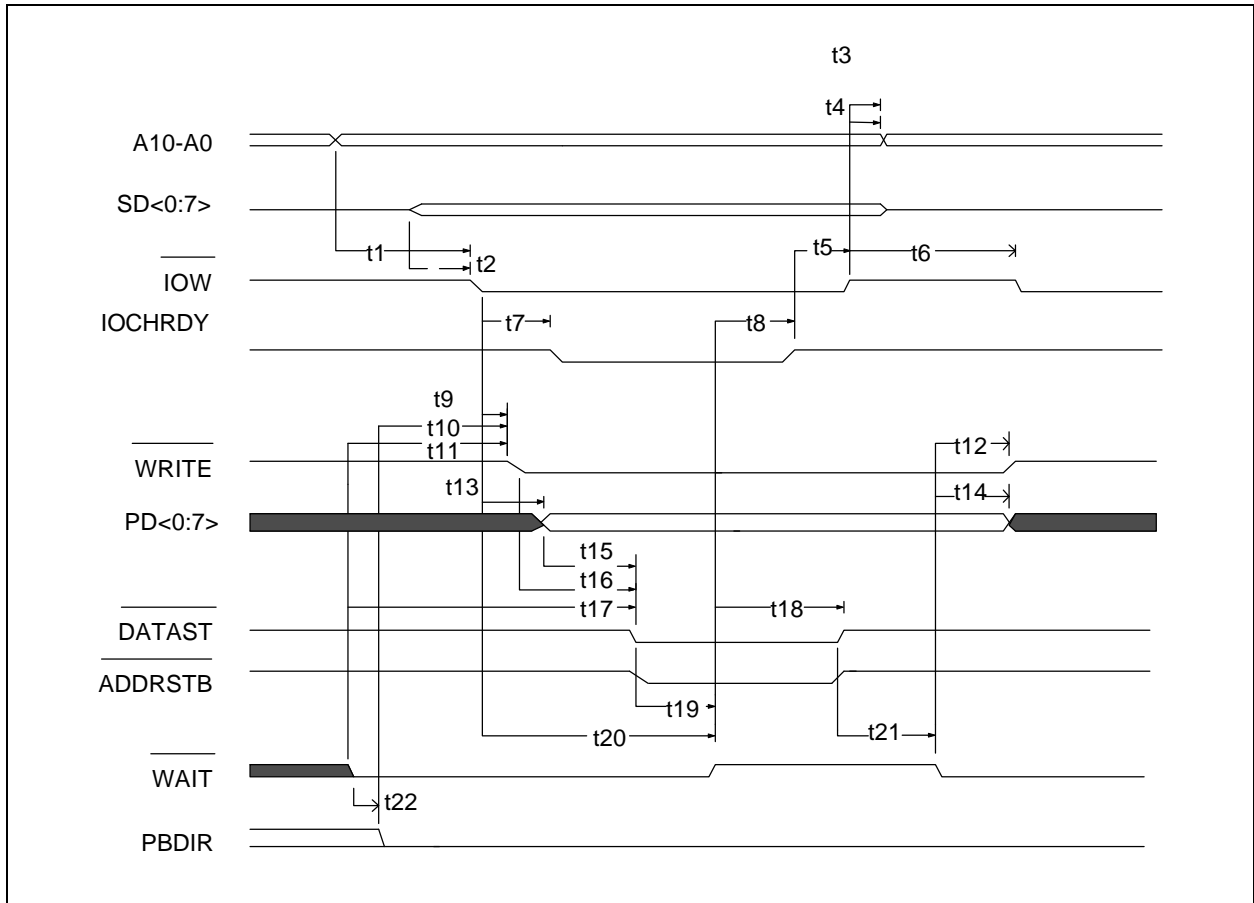 t3
t4
A10-A0
SD<0:7>
t1
t2
t5
t6
IOW
IOCHRDY
t7
t8
t9
t10
t11
t12
WRITE
t13
t14
PD<0:7>
t15
t16
t17
t18
DATAST
ADDRSTB
t19
t20
t21
WAIT
t22
PBDIR